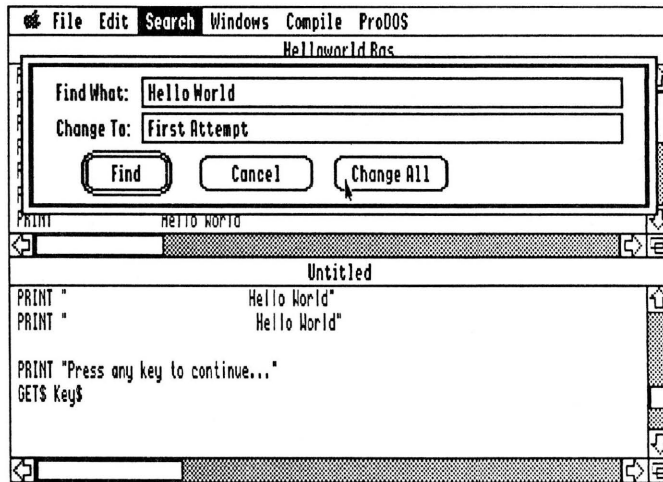 File Edit Search Windows Compile ProDOS
Helloworld.Bas
Find What: Hello World
Change To: First Attempt
Find Cancel Change All
PRINT Hello World
Untitled
PRINT " Hello World"
PRINT " Hello World"
PRINT "Press any key to continue..."
GET$ Key$